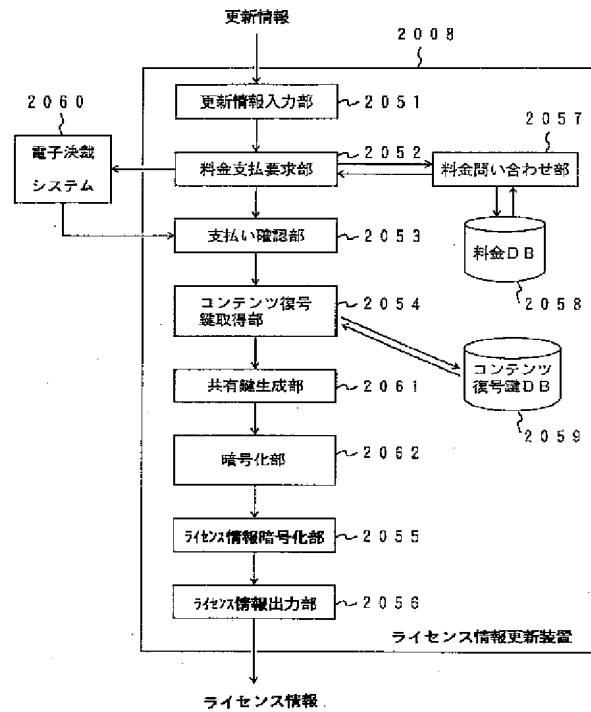 更新情報
2008
更新情報入力部
2051
2060
2057
電子決裁
システム
料金支払要求部
2052
料金問い合わせ部
支払い確認部
2053
料金DB
2058
コンテンツ復号
鍵取得部
2054
コンテンツ
復号鍵DB
2059
共有鍵生成部
2061
暗号化部
2062
ライセンス情報暗号化部
2055
ライセンス情報出力部
2056
ライセンス情報更新装置
ライセンス情報